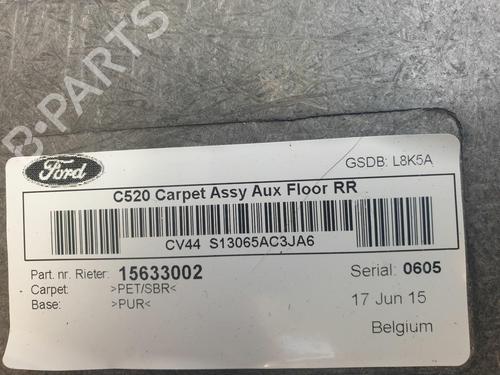 B-PARTS
Ford
GSDB: L8K5A
C520 Carpet Assy Aux Floor RR
CV44 S13065AC3JA6
Part. nr. Rieter: 15633002
Serial: 0605
Carpet: >PET/SBR<
17 Jun 15
Base: >PUR<
Belgium